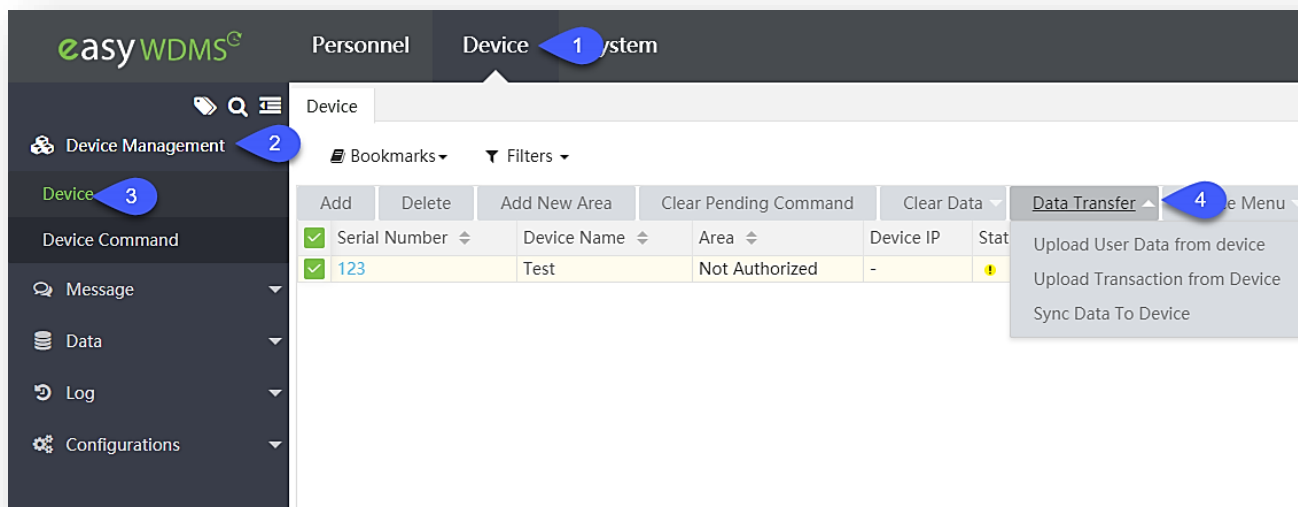 easy WDMS
Personnel
Device
1
ystem
Device
Device Management
2
Bookmarks
Filters
Device
3
Add
Delete
Add New Area
Clear Pending Command
Clear Data
Data Transfer
4
e Menu
Device Command
Serial Number
Device Name
Area
Device IP
Stat
Upload User Data from device
123
Test
Not Authorized
-
Message
Upload Transaction from Device
Sync Data To Device
Data
Log
Configurations